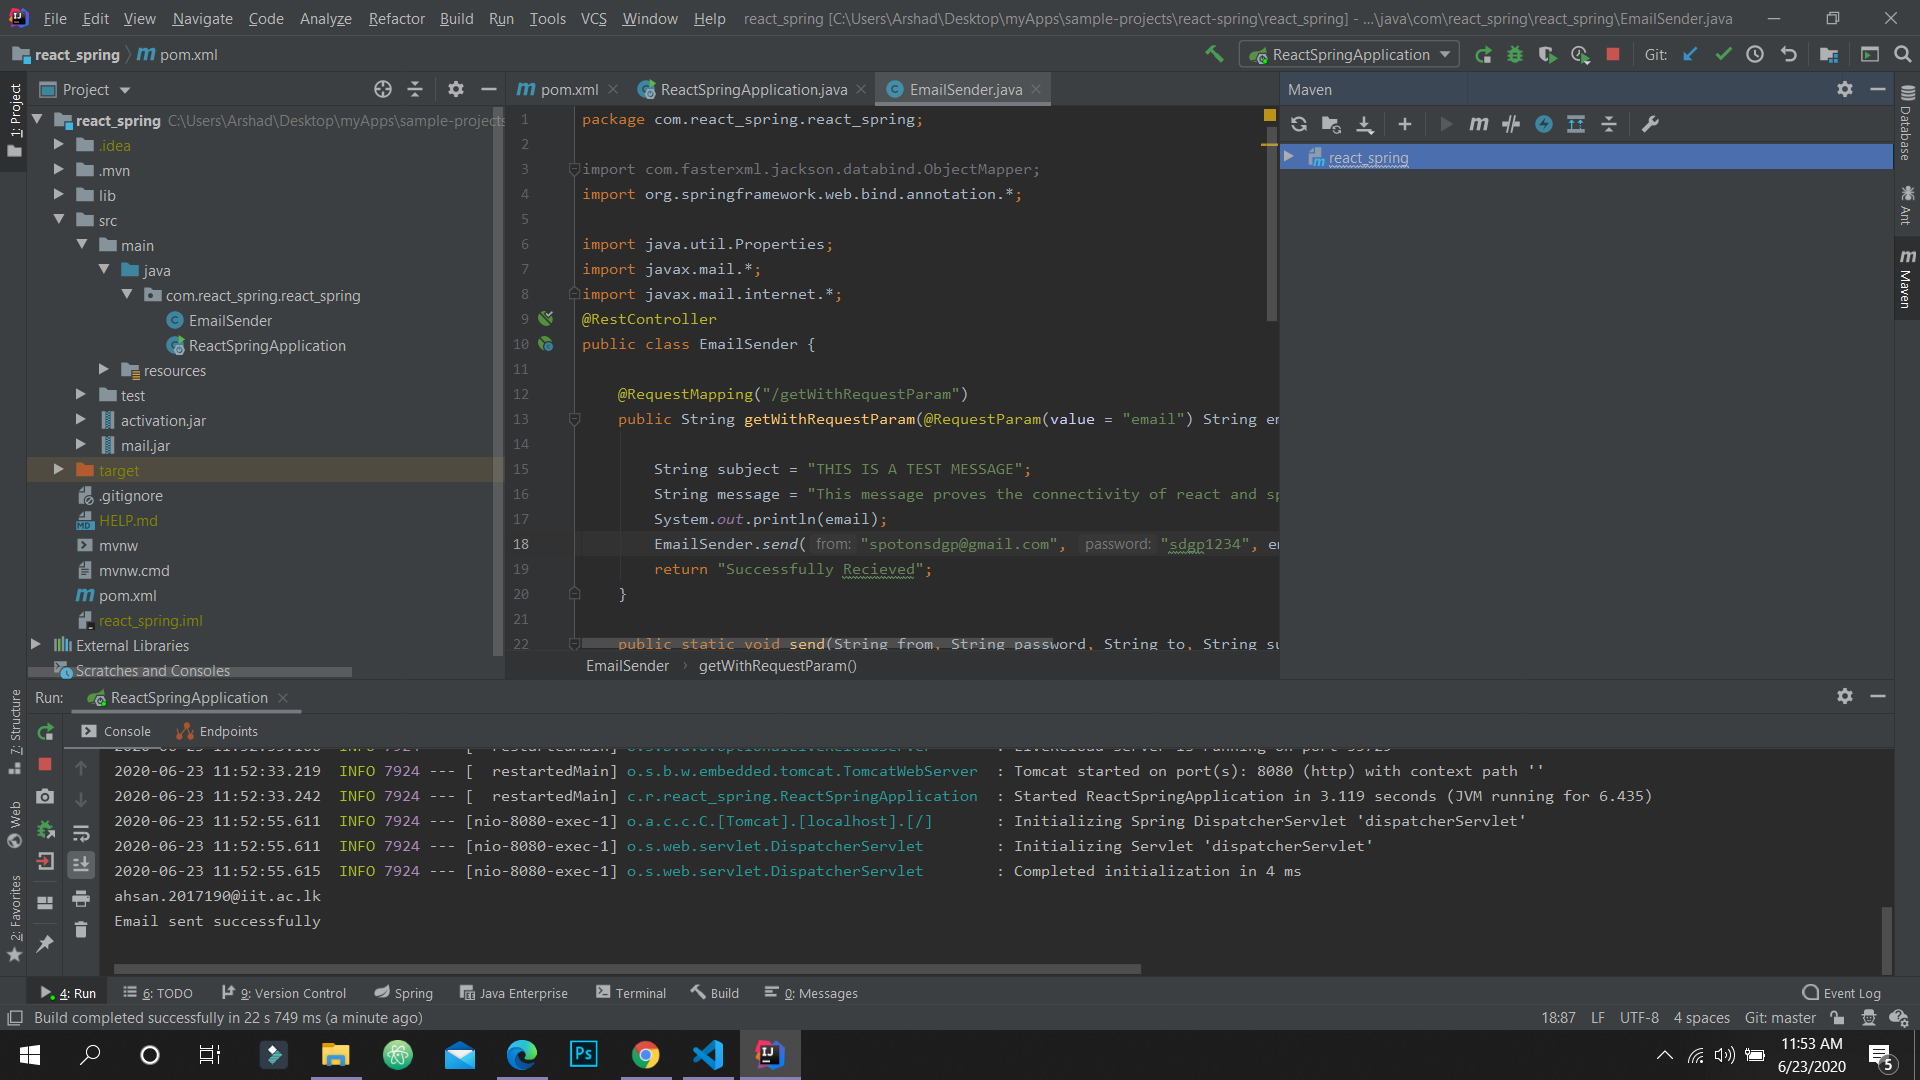 File Edit View Navigate Code Analyze Refactor Build Run Tools VCS Window Help react_spring [C:\Users\Arshad\Desktop\myApps\sample-projects\react-spring\react_spring] - ...\java\com\react_spring\react_spring\EmailSender.java
react_spring pom.xml ReactSpringApplication Git:
Project
pom.xml ReactSpringApplication.java EmailSender.java
Maven
1: Project
react_spring C:\Users\Arshad\Desktop\myApps\sample-projects
.idea
.mvn
lib
src
main
java
com.react_spring.react_spring
EmailSender
ReactSpringApplication
resources
test
activation.jar
mail.jar
target
.gitignore
HELP.md
mvnw
mvnw.cmd
pom.xml
react_spring.iml
External Libraries
Scratches and Consoles
1 package com.react_spring.react_spring;
2
3 import com.fasterxml.jackson.databind.ObjectMapper;
4 import org.springframework.web.bind.annotation.*;
5
6 import java.util.Properties;
7 import javax.mail.*;
8 import javax.mail.internet.*;
9 @RestController
10 public class EmailSender {
11
12 @RequestMapping("/getWithRequestParam")
13 public String getWithRequestParam(@RequestParam(value = "email") String em
14
15 String subject = "THIS IS A TEST MESSAGE";
16 String message = "This message proves the connectivity of react and sp
17 System.out.println(email);
18 EmailSender.send( from: "spotonsdgp@gmail.com", password: "sdgp1234", em
19 return "Successfully Recieved";
20 }
21
22 public static void send(String from, String password, String to, String su
EmailSender getWithRequestParam()
react_spring
Database
Ant
Maven
Run: ReactSpringApplication
Console Endpoints
2020-06-23 11:52:33.219 INFO 7924 --- [ restartedMain] o.s.b.w.embedded.tomcat.TomcatWebServer : Tomcat started on port(s): 8080 (http) with context path ''
2020-06-23 11:52:33.242 INFO 7924 --- [ restartedMain] c.r.react_spring.ReactSpringApplication : Started ReactSpringApplication in 3.119 seconds (JVM running for 6.435)
2020-06-23 11:52:55.611 INFO 7924 --- [nio-8080-exec-1] o.a.c.c.C.[Tomcat].[localhost].[/] : Initializing Spring DispatcherServlet 'dispatcherServlet'
2020-06-23 11:52:55.611 INFO 7924 --- [nio-8080-exec-1] o.s.web.servlet.DispatcherServlet : Initializing Servlet 'dispatcherServlet'
2020-06-23 11:52:55.615 INFO 7924 --- [nio-8080-exec-1] o.s.web.servlet.DispatcherServlet : Completed initialization in 4 ms
ahsan.2017190@iit.ac.lk
Email sent successfully
7: Structure
Web
2: Favorites
4: Run 6: TODO 9: Version Control Spring Java Enterprise Terminal Build 0: Messages Event Log
Build completed successfully in 22 s 749 ms (a minute ago) 18:87 LF UTF-8 4 spaces Git: master
11:53 AM
6/23/2020
5